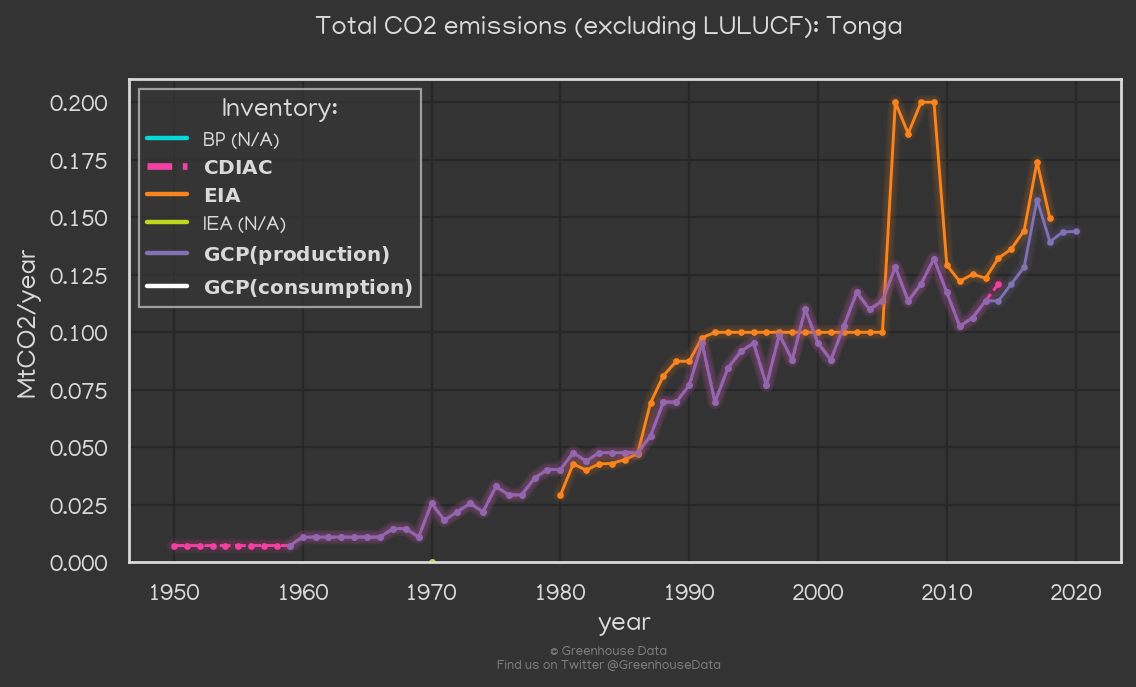 Total CO2 emissions (excluding LULUCF): Tonga
Inventory:
BP (N/A)
CDIAC
EIA
IEA (N/A)
GCP(production)
GCP(consumption)
MtCO2/year
0.200
0.175
0.150
0.125
0.100
0.075
0.050
0.025
0.000
1950 1960 1970 1980 1990 2000 2010 2020
year
© Greenhouse Data
Find us on Twitter @GreenhouseData